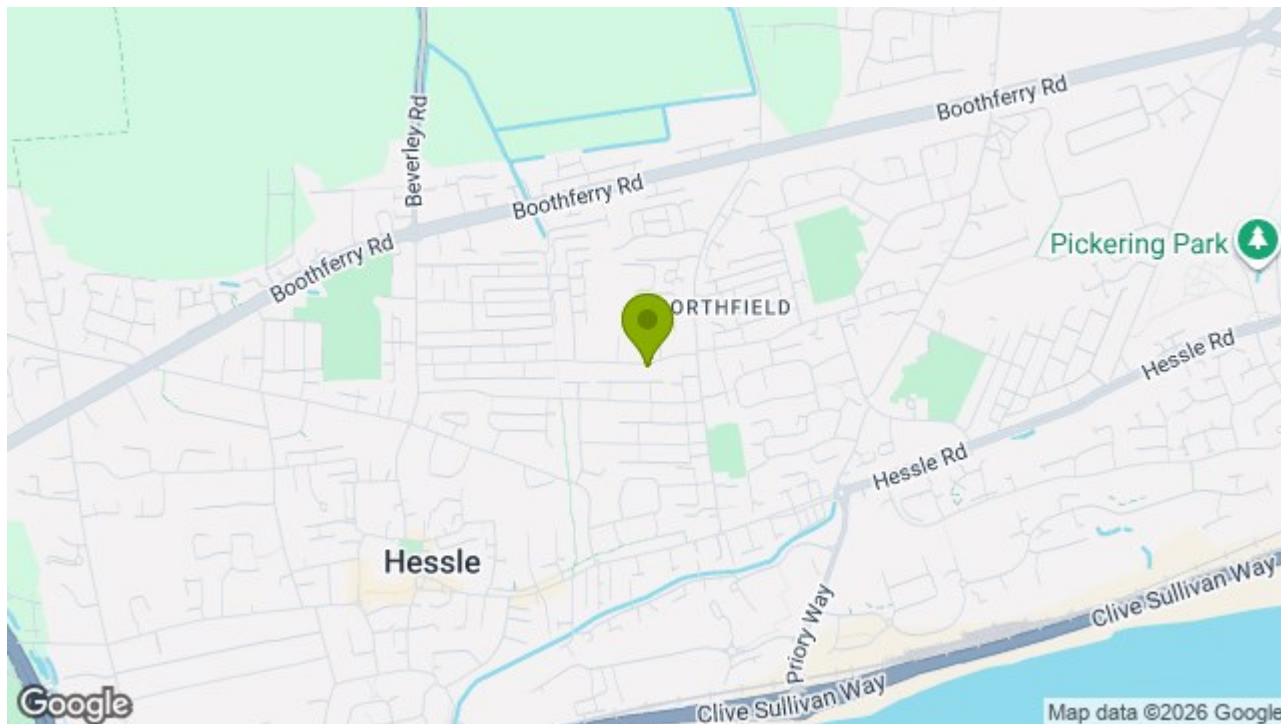 Boothferry Rd
Beverley Rd
Boothferry Rd
Boothferry Rd
Pickering Park
ORTHFIELD
Hessle Rd
Hessle Rd
Hessle
Priory Way
Clive Sullivan Way
Clive Sullivan Way
Google
Map data ©2026 Google